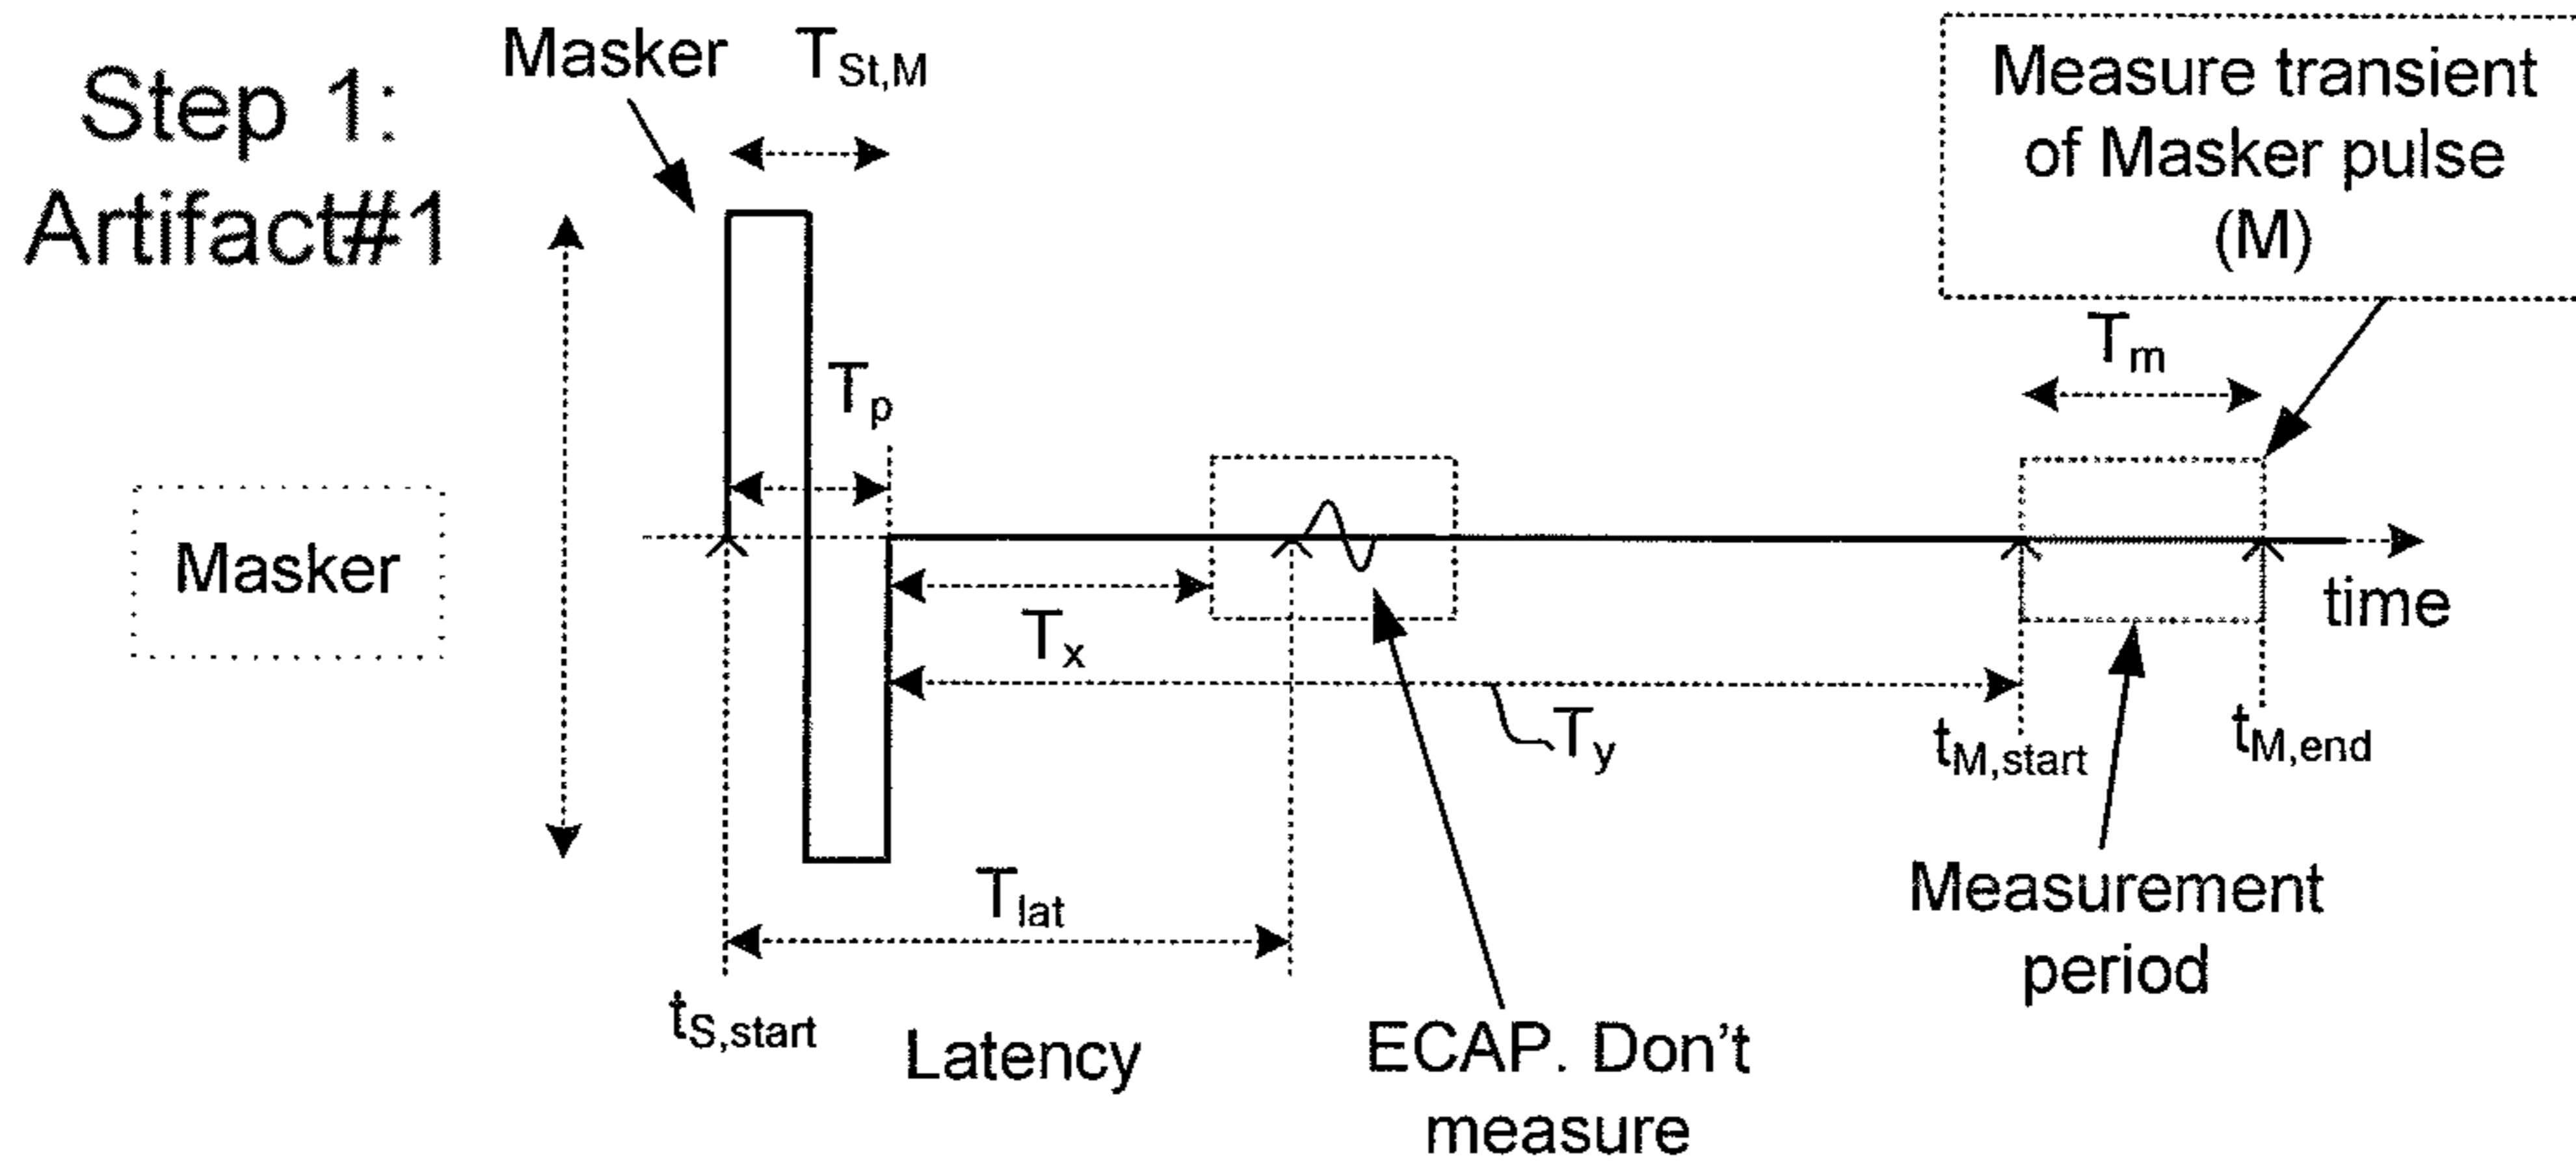 Step 1:
Artifact#1
Masker
T_St,M
Measure transient
of Masker pulse
(M)
T_m
T_p
Masker
time
T_x
T_y
t_M,start
t_M,end
T_lat
Measurement
period
t_S,start
Latency
ECAP. Don't
measure